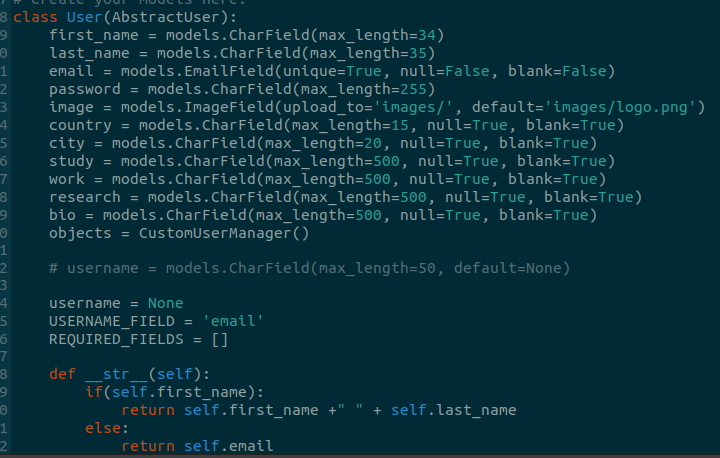 # Create your models here.
8 class User(AbstractUser):
9 first_name = models.CharField(max_length=34)
0 last_name = models.CharField(max_length=35)
1 email = models.EmailField(unique=True, null=False, blank=False)
2 password = models.CharField(max_length=255)
3 image = models.ImageField(upload_to='images/', default='images/logo.png')
4 country = models.CharField(max_length=15, null=True, blank=True)
5 city = models.CharField(max_length=20, null=True, blank=True)
6 study = models.CharField(max_length=500, null=True, blank=True)
7 work = models.CharField(max_length=500, null=True, blank=True)
8 research = models.CharField(max_length=500, null=True, blank=True)
9 bio = models.CharField(max_length=500, null=True, blank=True)
0 objects = CustomUserManager()
1
2 # username = models.CharField(max_length=50, default=None)
3
4 username = None
5 USERNAME_FIELD = 'email'
6 REQUIRED_FIELDS = []
7
8 def __str__(self):
9 if(self.first_name):
0 return self.first_name +" " + self.last_name
1 else:
2 return self.email